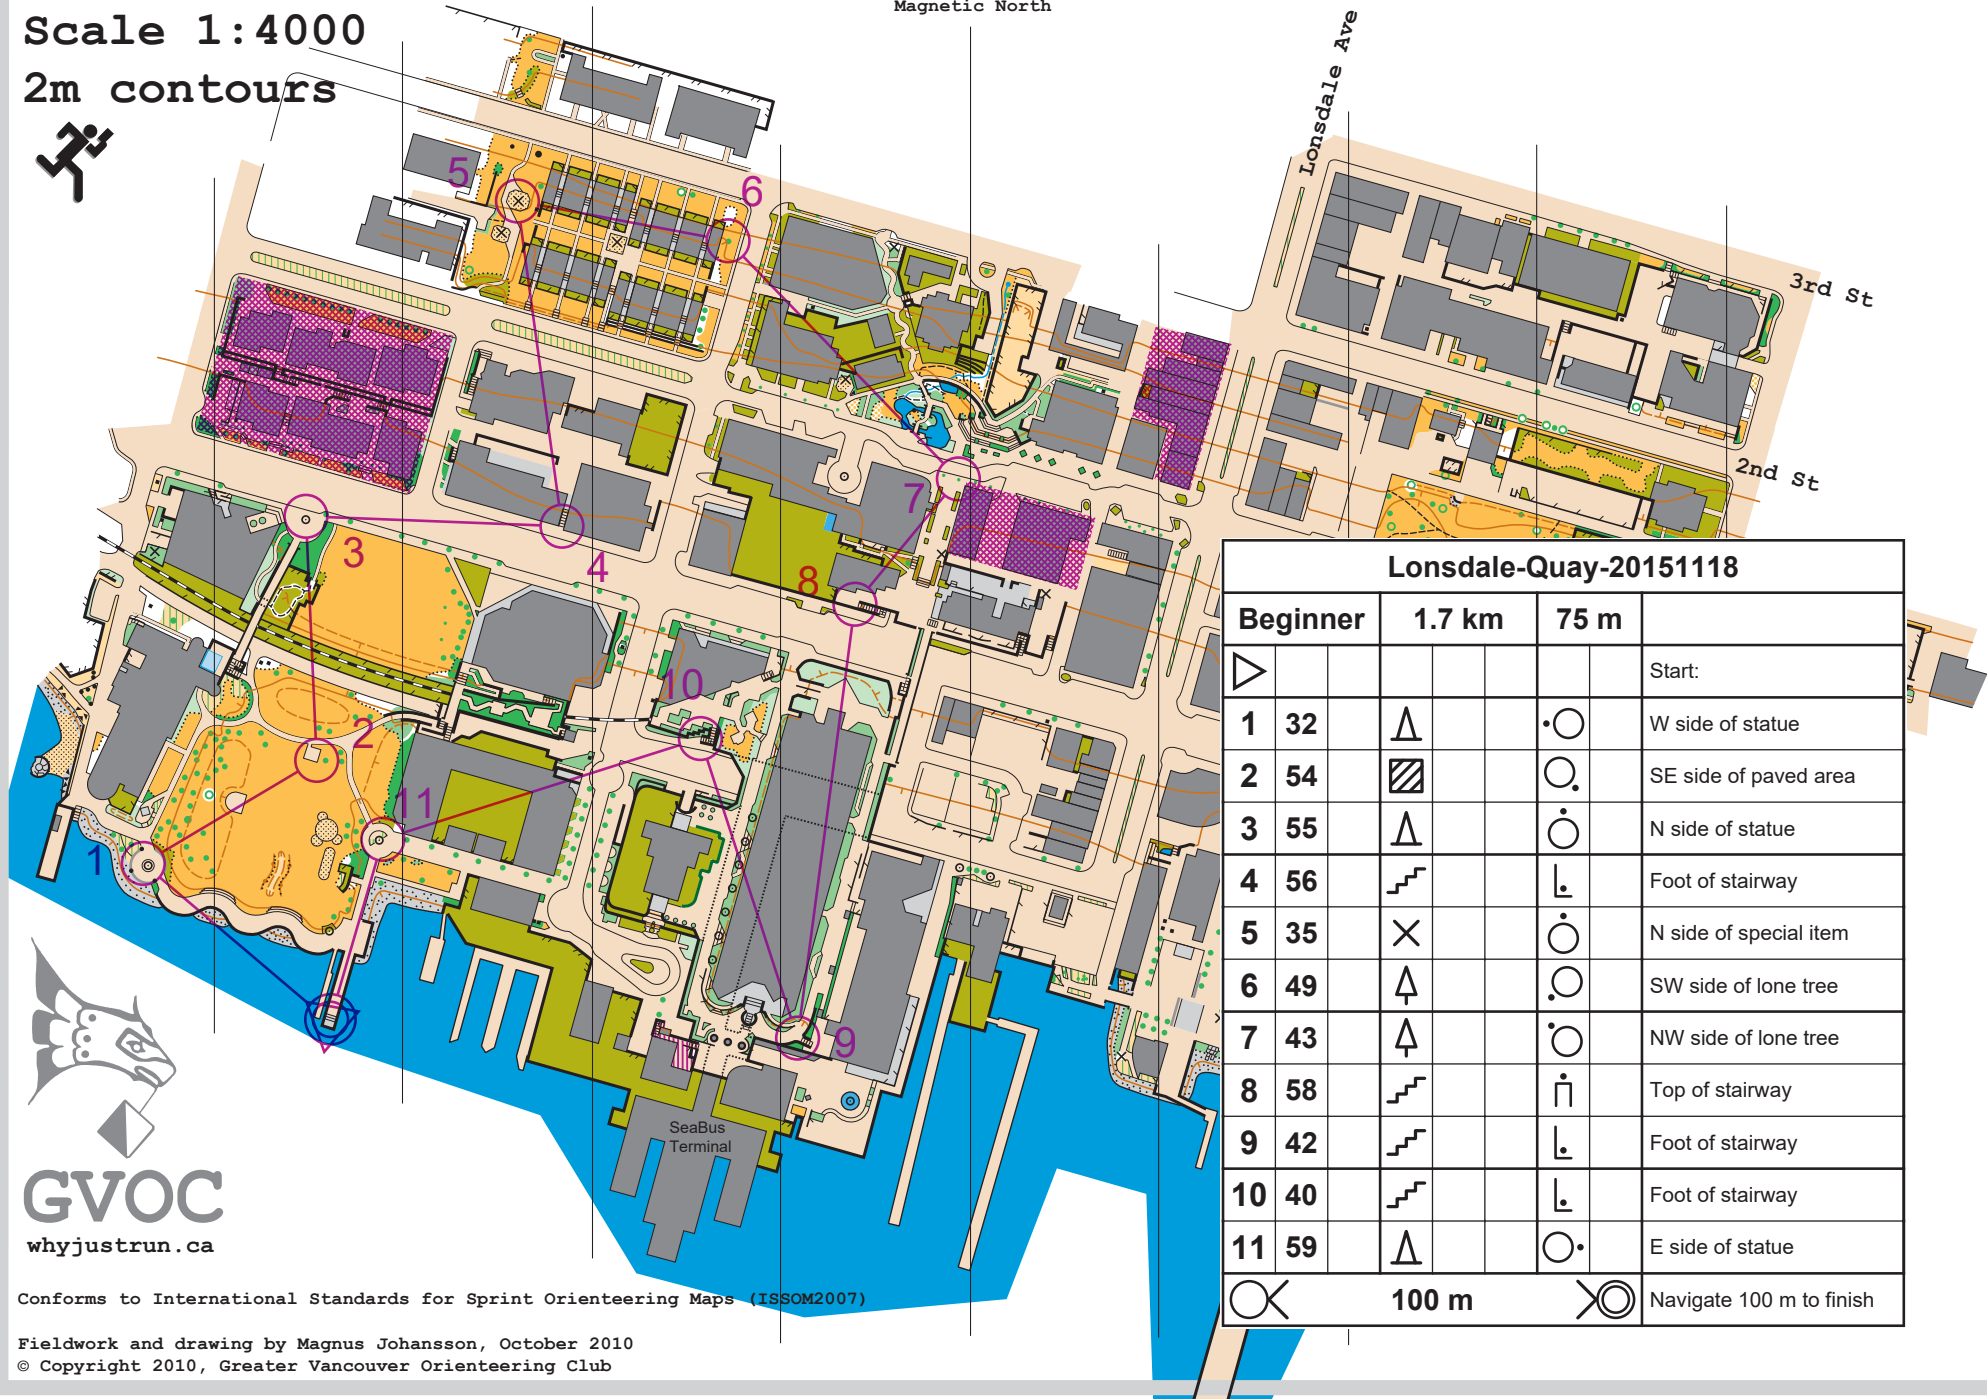 Magnetic North
Scale 1:4000
2m contours
Lonsdale Ave
3rd St
2nd St
5
6
7
3
4
8
10
2
11
1
9
SeaBus
Terminal
Lonsdale-Quay-20151118
Beginner 1.7 km 75 m
Start:
1 32 W side of statue
2 54 SE side of paved area
3 55 N side of statue
4 56 Foot of stairway
5 35 N side of special item
6 49 SW side of lone tree
7 43 NW side of lone tree
8 58 Top of stairway
9 42 Foot of stairway
10 40 Foot of stairway
11 59 E side of statue
100 m Navigate 100 m to finish
GVOC
whyjustrun.ca
Conforms to International Standards for Sprint Orienteering Maps (ISSOM2007)
Fieldwork and drawing by Magnus Johansson, October 2010
© Copyright 2010, Greater Vancouver Orienteering Club